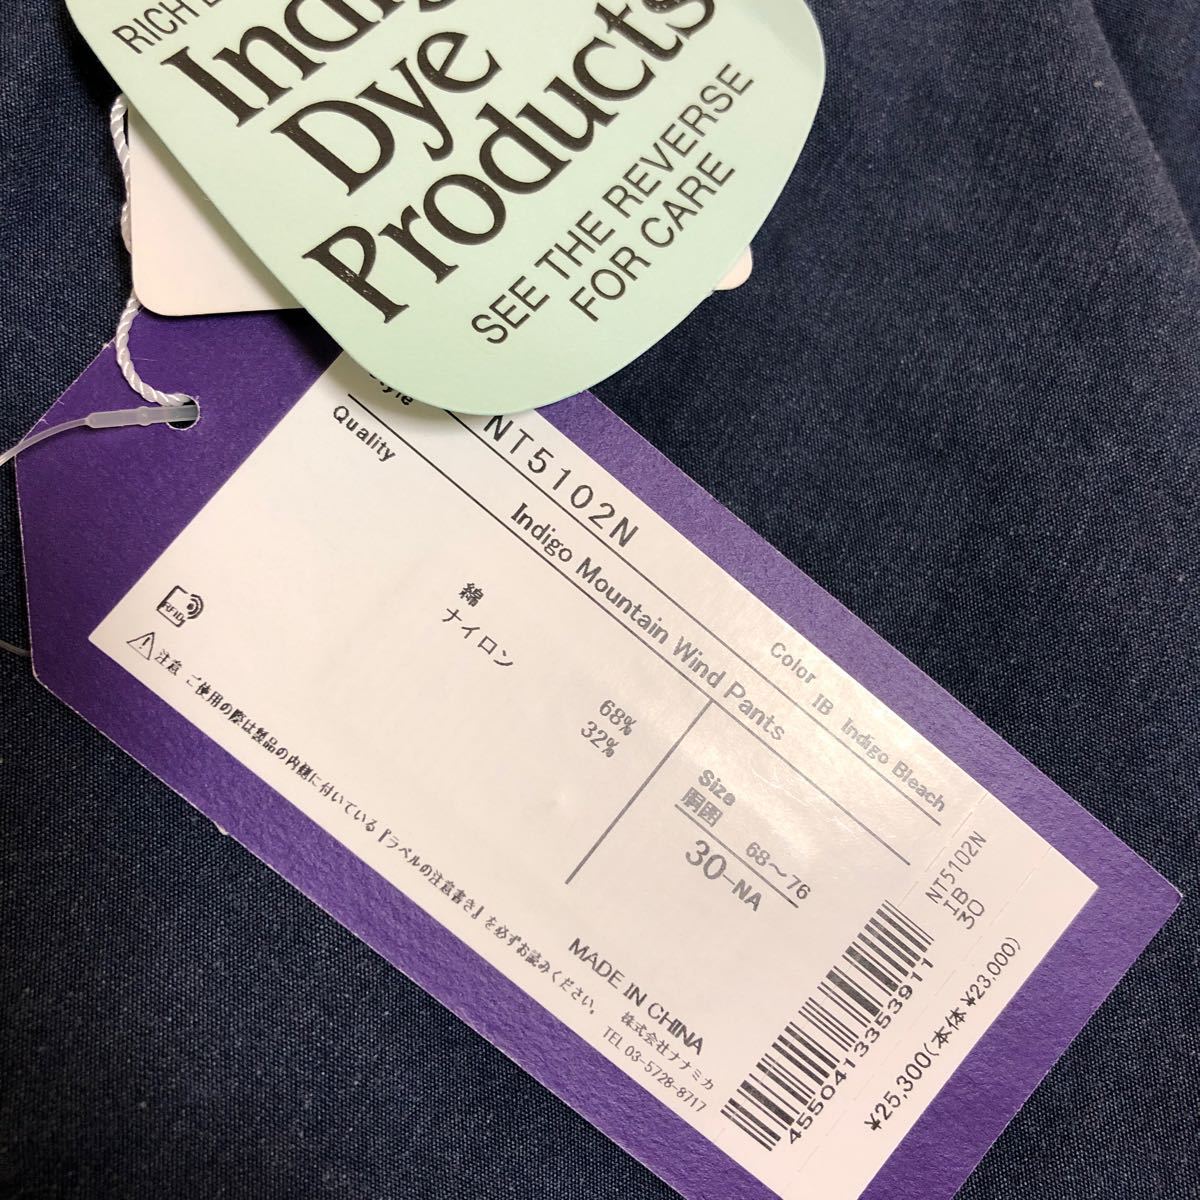 Dye
Products
SEE THE REVERSE
FOR CARE
NT5102N
Quality
Indigo Mountain Wind Pants
Color
IB Indigo Bleach
綿 68%
ナイロン 32%
Size
胴囲 68～76
30-NA
RFID
注意 ご使用の際は製品の内側に付いている『ラベルの注意書き』を必ずお読みください。
MADE IN CHINA
株式会社ナナミカ
TEL 03-5728-8717
4550413353911
NT5102N
IB
30
¥25,300(本体¥23,000)